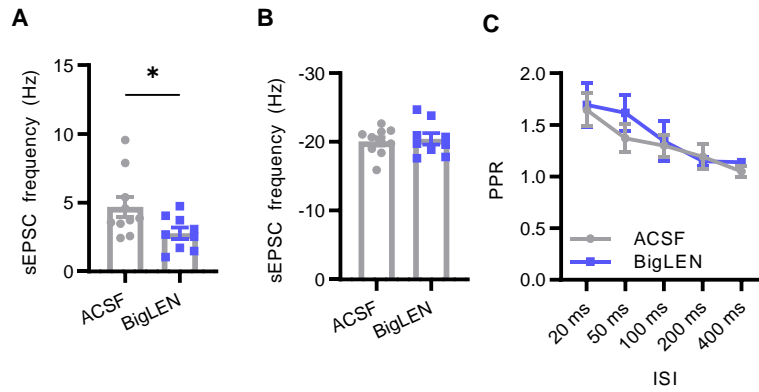 A
sEPSC frequency (Hz)
15
10
5
0
*
ACSF
BigLEN
B
sEPSC frequency (Hz)
-30
-20
-10
0
ACSF
BigLEN
C
PPR
2.0
1.5
1.0
0.5
0.0
ACSF
BigLEN
20 ms
50 ms
100 ms
200 ms
400 ms
ISI